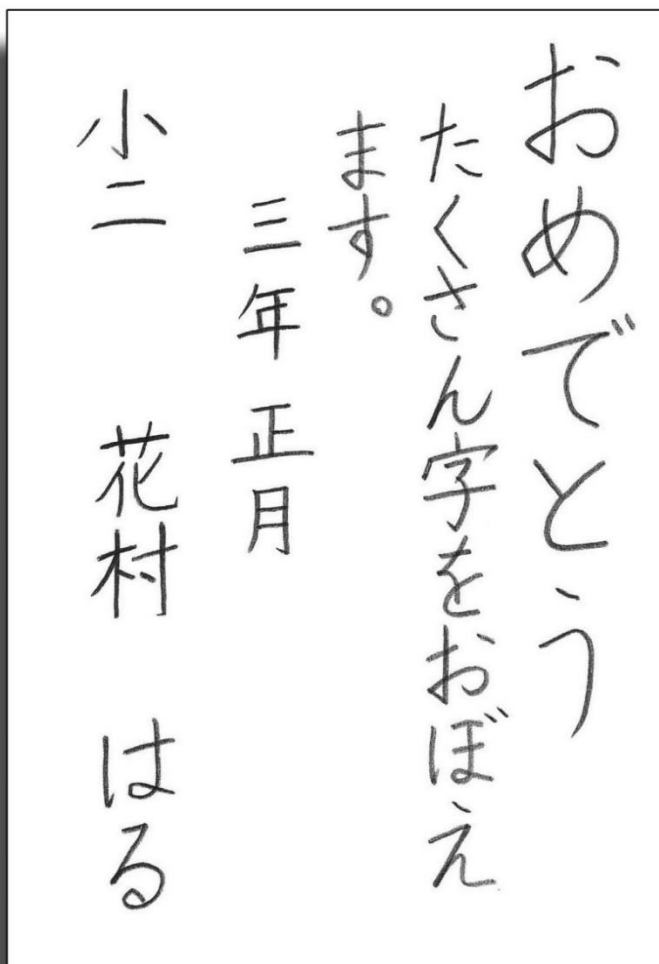 おめでとう
たくさん字をおぼえ
ます。
三年 正月
小二 花村 はる